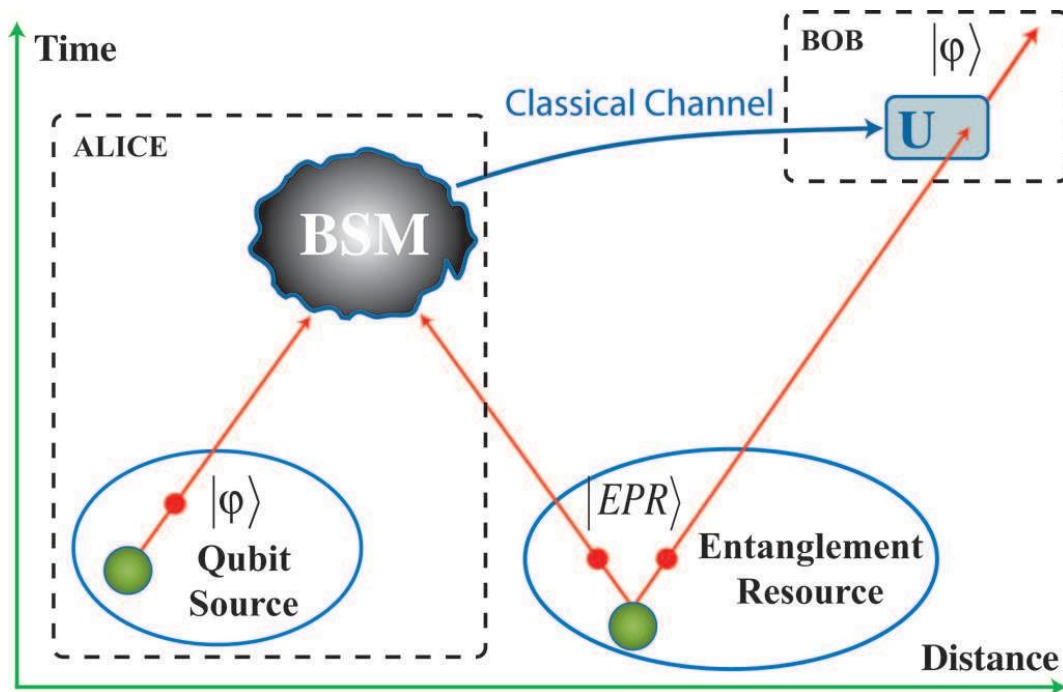 Time
BOB
|φ⟩
Classical Channel
U
ALICE
BSM
|φ⟩
Qubit
Source
|EPR⟩
Entanglement
Resource
Distance